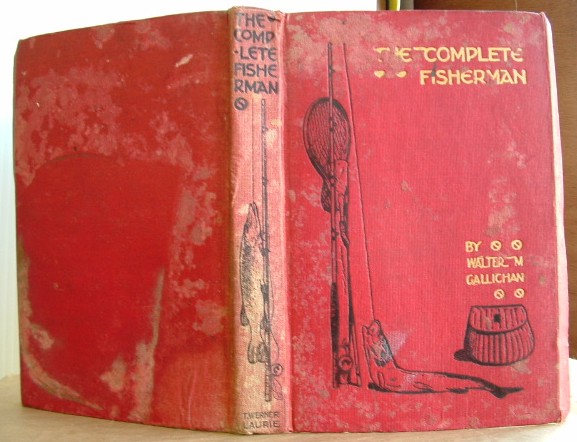 THE
COMP
LETE
FISHE
RMAN
T. WERNER
LAURIE
THE COMPLETE
FISHERMAN
BY
WALTER M
GALLICHAN